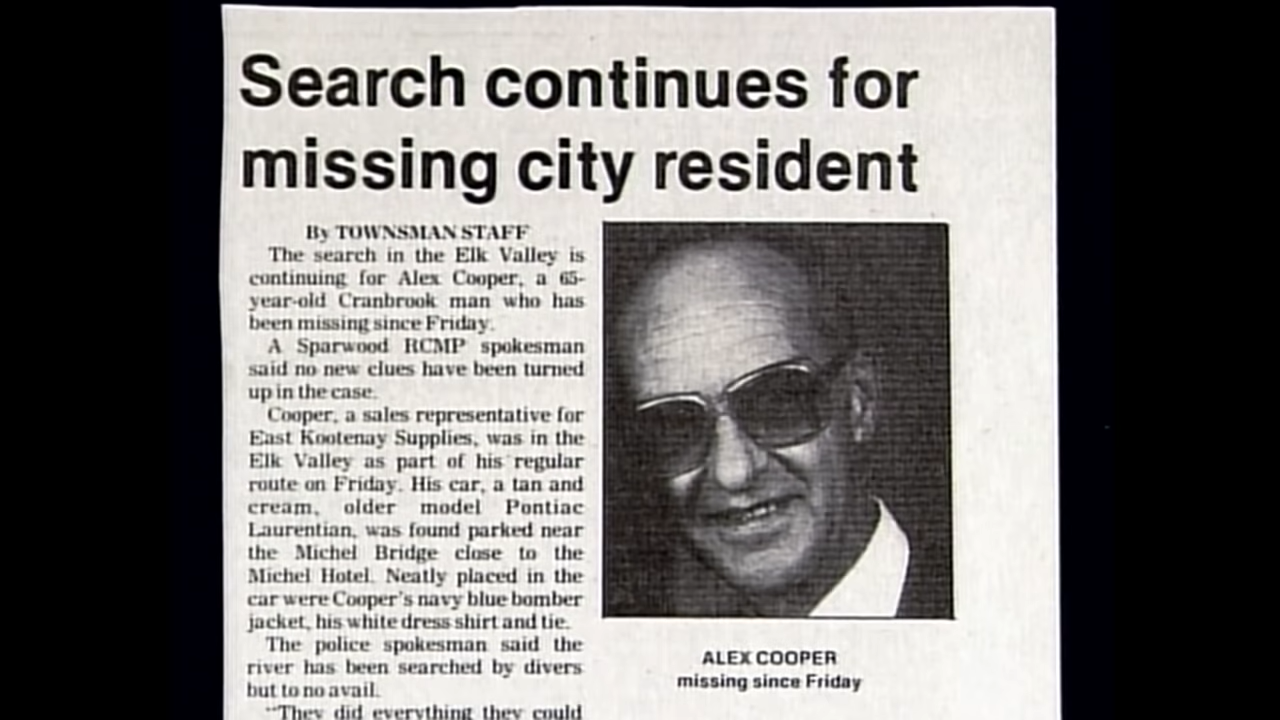 Search continues for
missing city resident
By TOWNSMAN STAFF
The search in the Elk Valley is
continuing for Alex Cooper, a 65-
year-old Cranbrook man who has
been missing since Friday.
A Sparwood RCMP spokesman
said no new clues have been turned
up in the case.
Cooper, a sales representative for
East Kootenay Supplies, was in the
Elk Valley as part of his regular
route on Friday. His car, a tan and
cream, older model Pontiac
Laurentian, was found parked near
the Michel Bridge close to the
Michel Hotel. Neatly placed in the
car were Cooper's navy blue bomber
jacket, his white dress shirt and tie.
The police spokesman said the
river has been searched by divers
but to no avail.
"They did everything they could
ALEX COOPER
missing since Friday